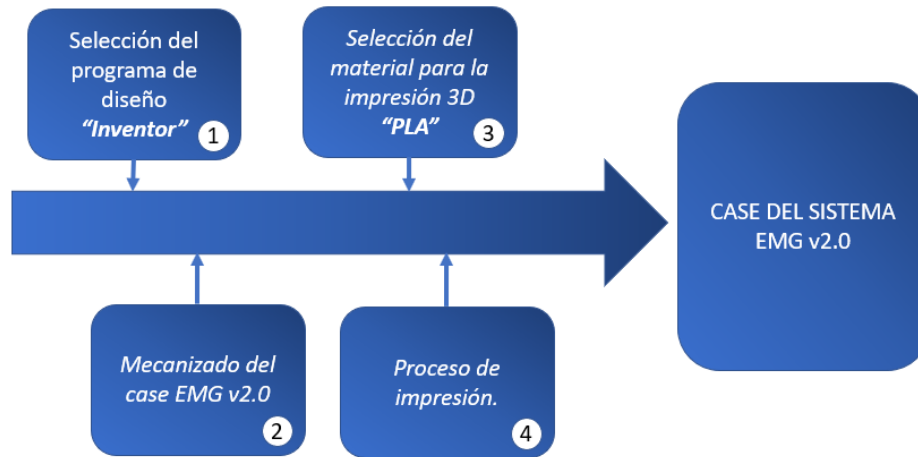 Selección del
programa de
diseño
“Inventor”
1
Selección del
material para la
impresión 3D
“PLA”
3
CASE DEL SISTEMA
EMG v2.0
Mecanizado del
case EMG v2.0
2
Proceso de
impresión.
4